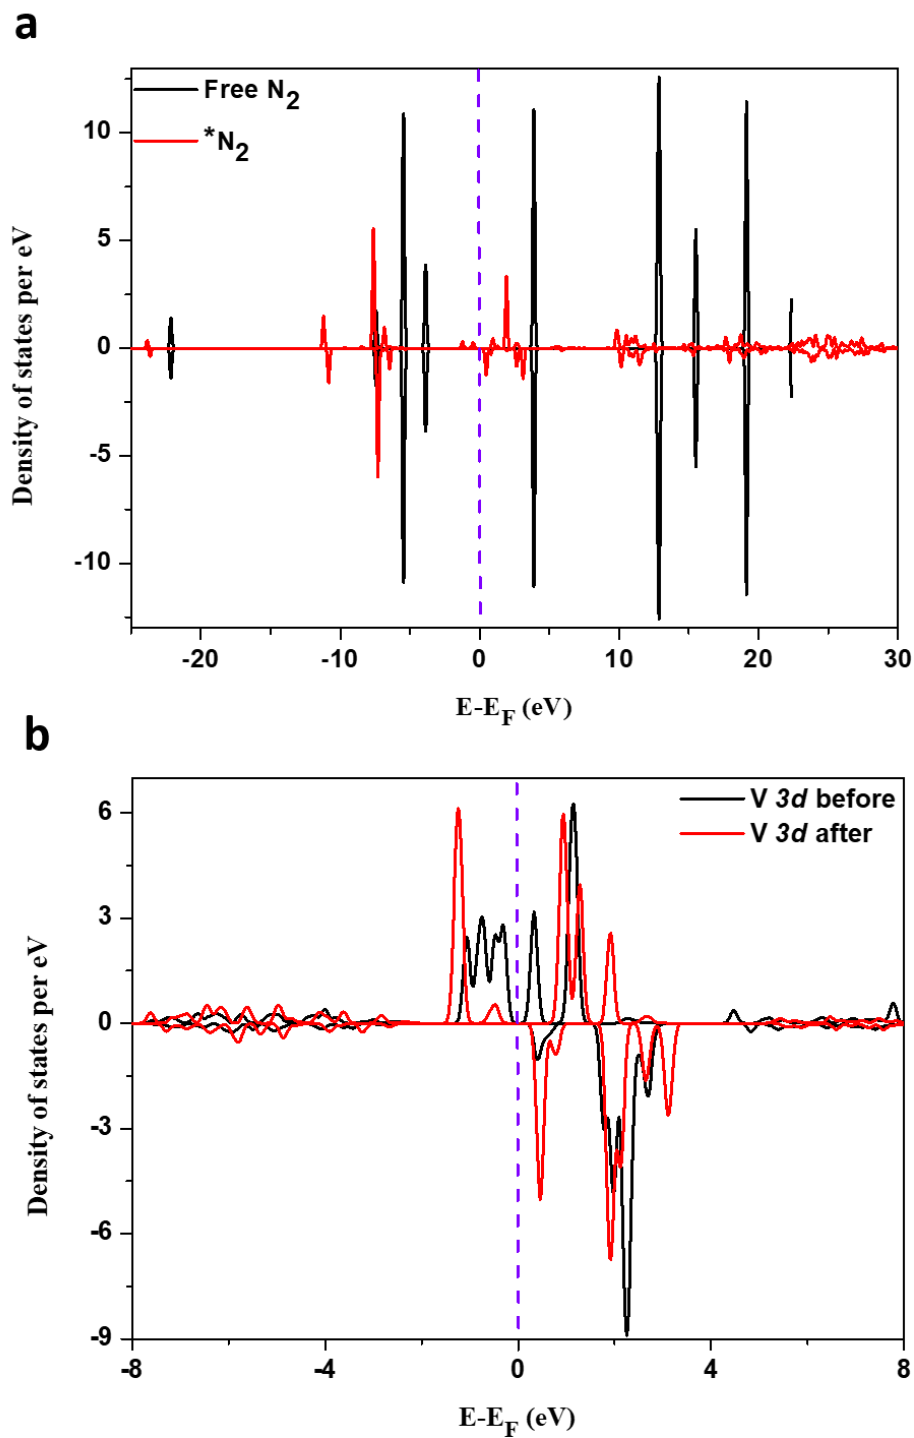 a
Free N2
*N2
10
5
0
-5
-10
Density of states per eV
-20
-10
0
10
20
30
E-EF (eV)
b
V 3d before
V 3d after
6
3
0
-3
-6
-9
Density of states per eV
-8
-4
0
4
8
E-EF (eV)